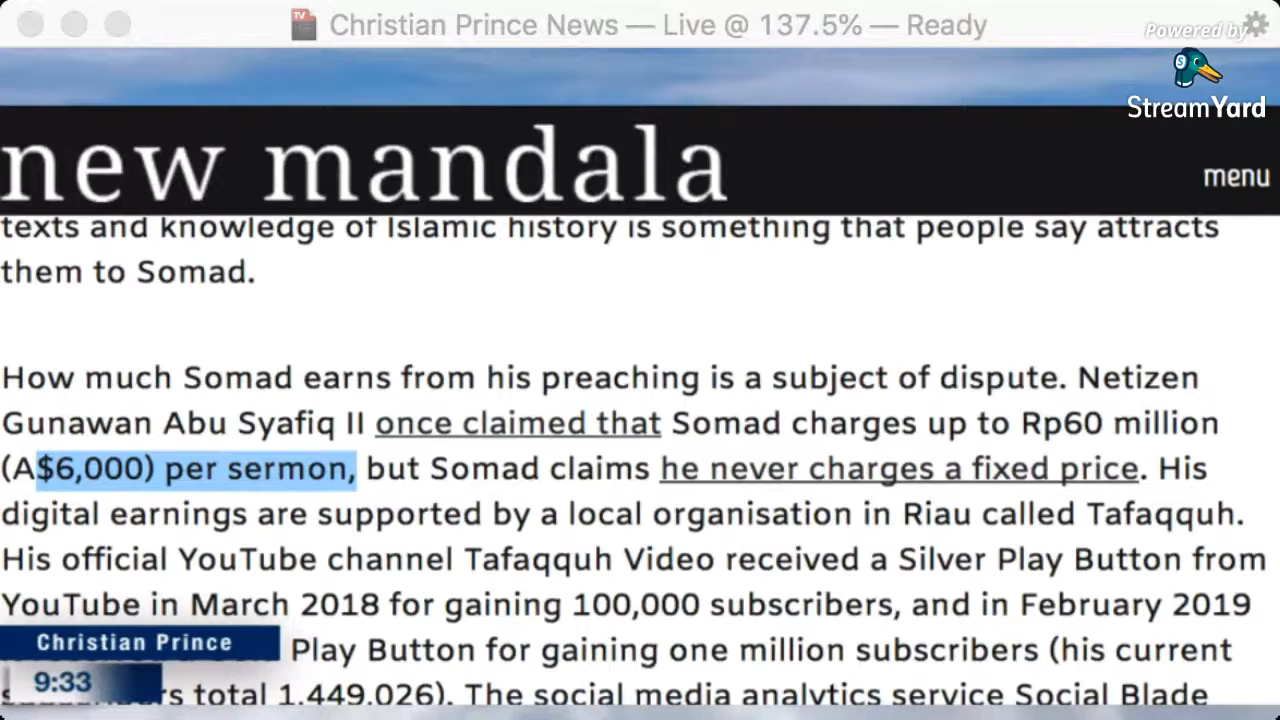 Christian Prince News — Live @ 137.5% — Ready
Powered by
StreamYard
new mandala
menu
texts and knowledge of Islamic history is something that people say attracts
them to Somad.
How much Somad earns from his preaching is a subject of dispute. Netizen
Gunawan Abu Syafiq II once claimed that Somad charges up to Rp60 million
(A$6,000) per sermon, but Somad claims he never charges a fixed price. His
digital earnings are supported by a local organisation in Riau called Tafaqquh.
His official YouTube channel Tafaqquh Video received a Silver Play Button from
YouTube in March 2018 for gaining 100,000 subscribers, and in February 2019
Play Button for gaining one million subscribers (his current
total 1,449,026). The social media analytics service Social Blade
Christian Prince
9:33